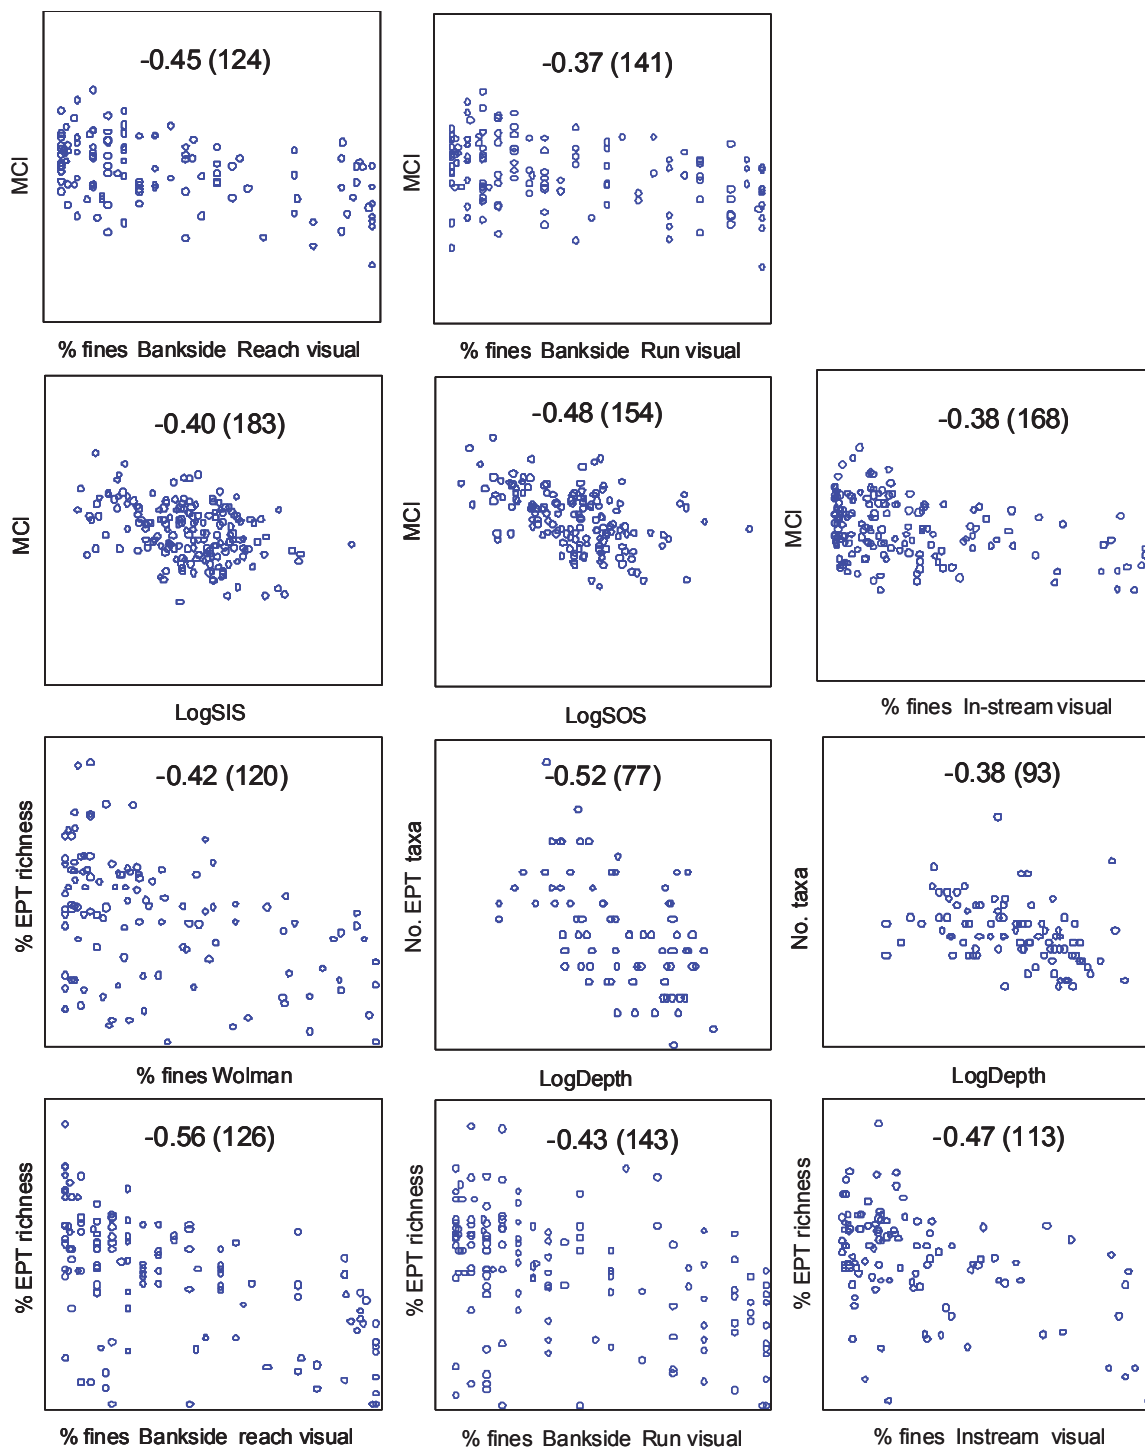 -0.45 (124)
-0.37 (141)
MCI
MCI
% fines Bankside Reach visual
% fines Bankside Run visual
-0.40 (183)
-0.48 (154)
-0.38 (168)
MCI
MCI
MCI
LogSIS
LogSOS
% fines In-stream visual
-0.42 (120)
-0.52 (77)
-0.38 (93)
% EPT richness
No. EPT taxa
No. taxa
% fines Wolman
LogDepth
LogDepth
-0.56 (126)
-0.43 (143)
-0.47 (113)
% EPT richness
% EPT richness
% EPT richness
% fines Bankside reach visual
% fines Bankside Run visual
% fines Instream visual